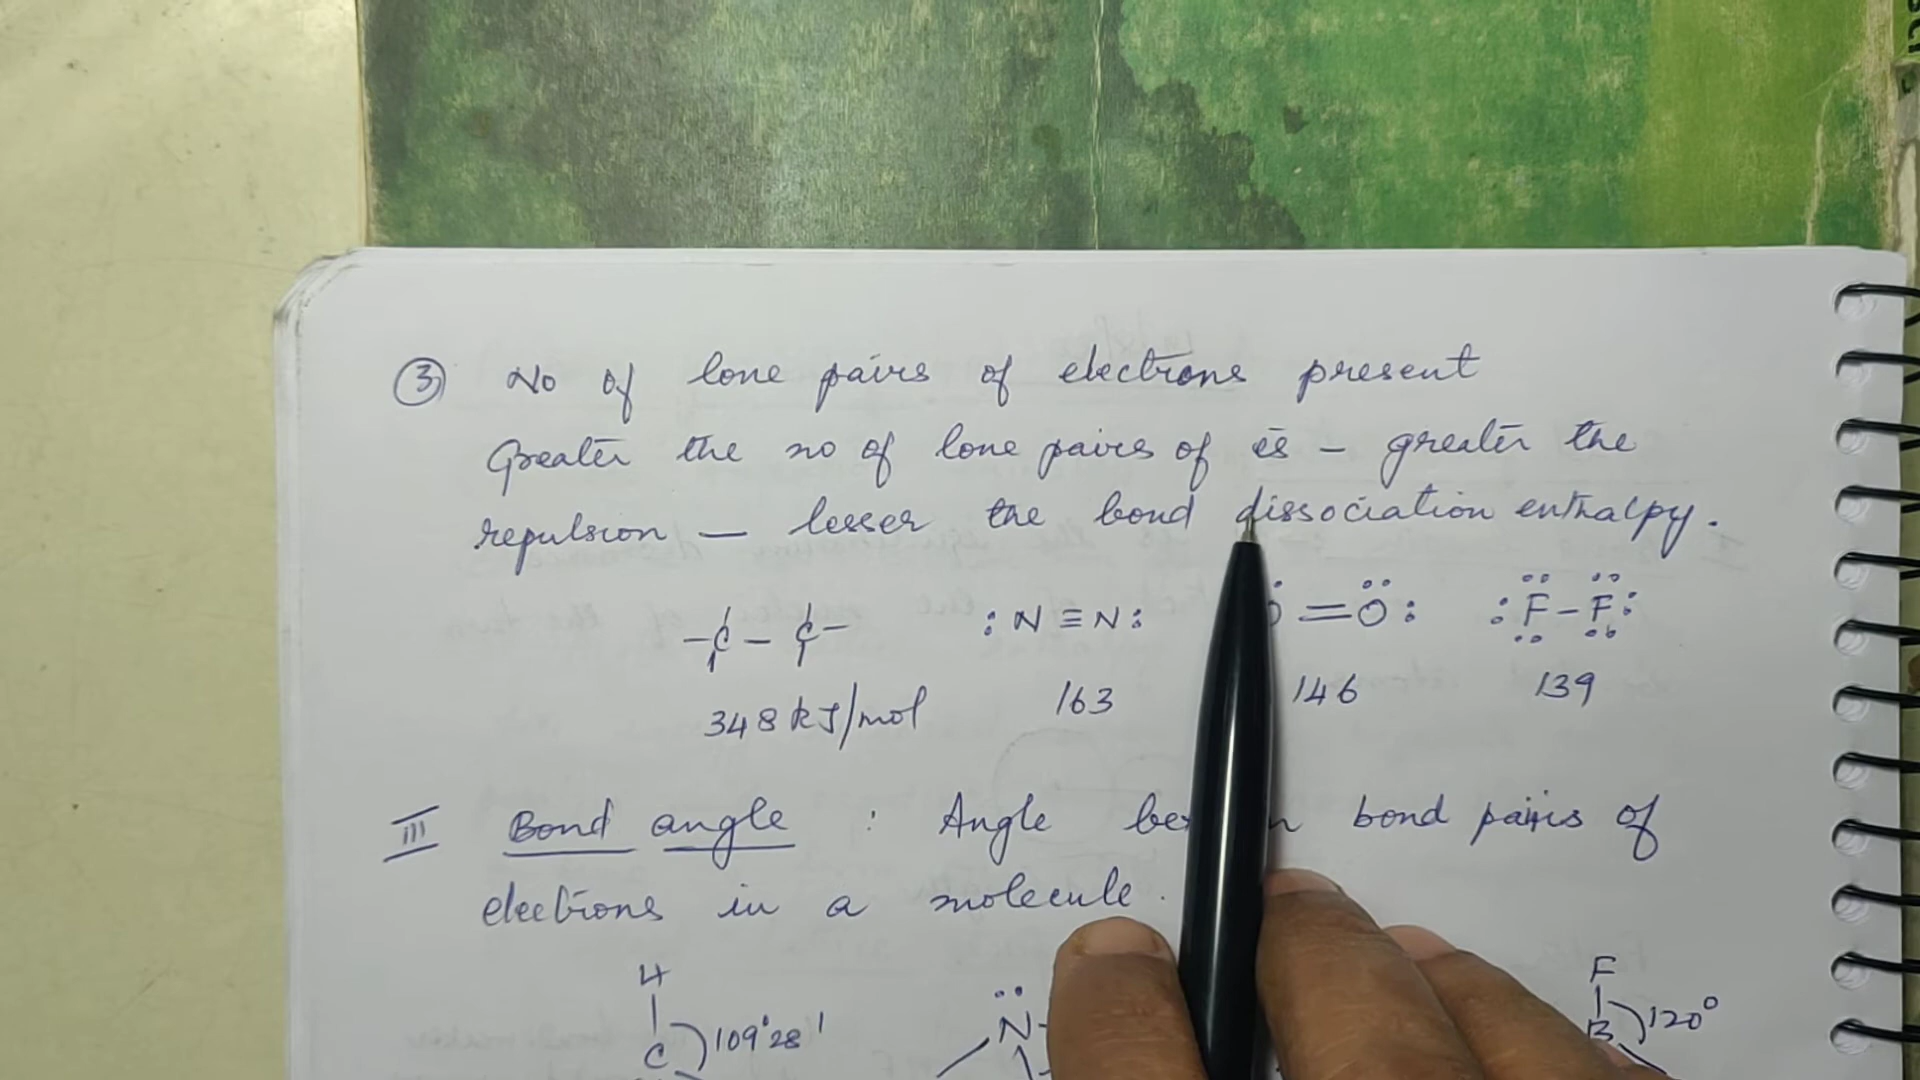 ③ No of lone pairs of electrons present
Greater the no of lone pairs of es – greater the
repulsion — lesser the bond dissociation enthalpy.
–C – C– :N≡N: O=O: :F–F:
348 kJ/mol 163 146 139
III Bond angle : Angle bond pairs of
electrons in a molecule.
H F
109°28' N 120°
C B